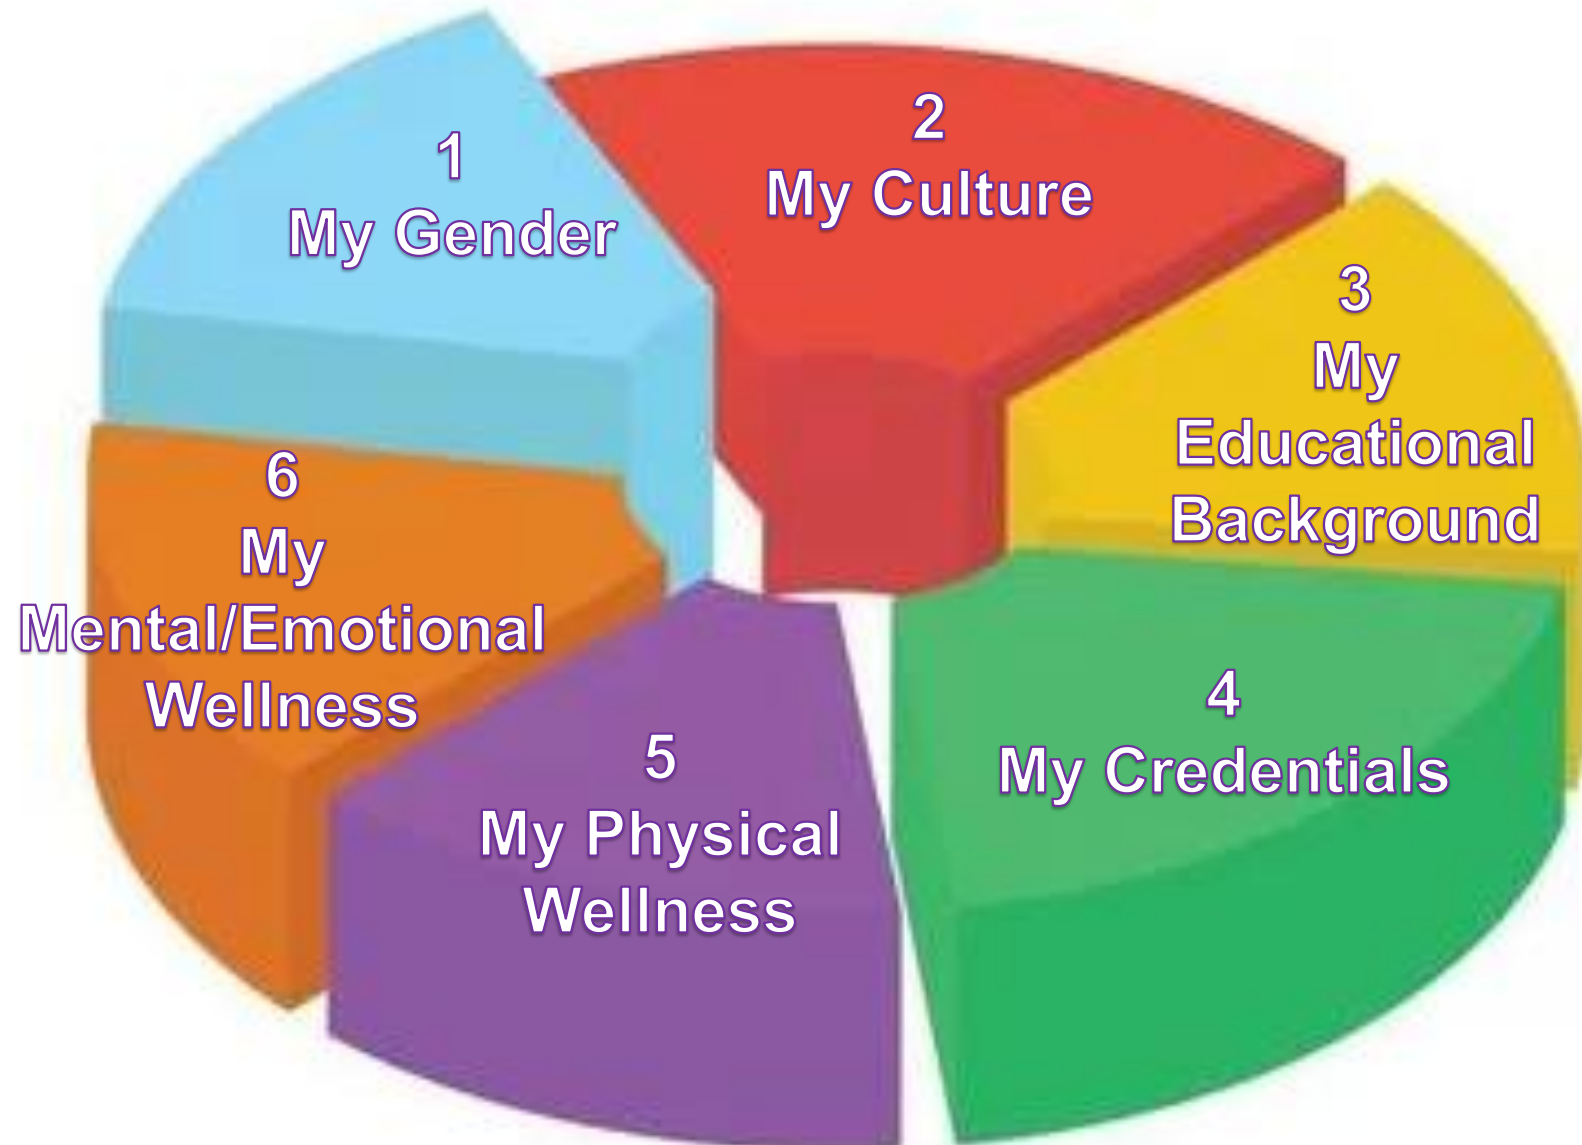 1
My Gender
2
My Culture
3
My
Educational
Background
4
My Credentials
5
My Physical
Wellness
6
My
Mental/Emotional
Wellness